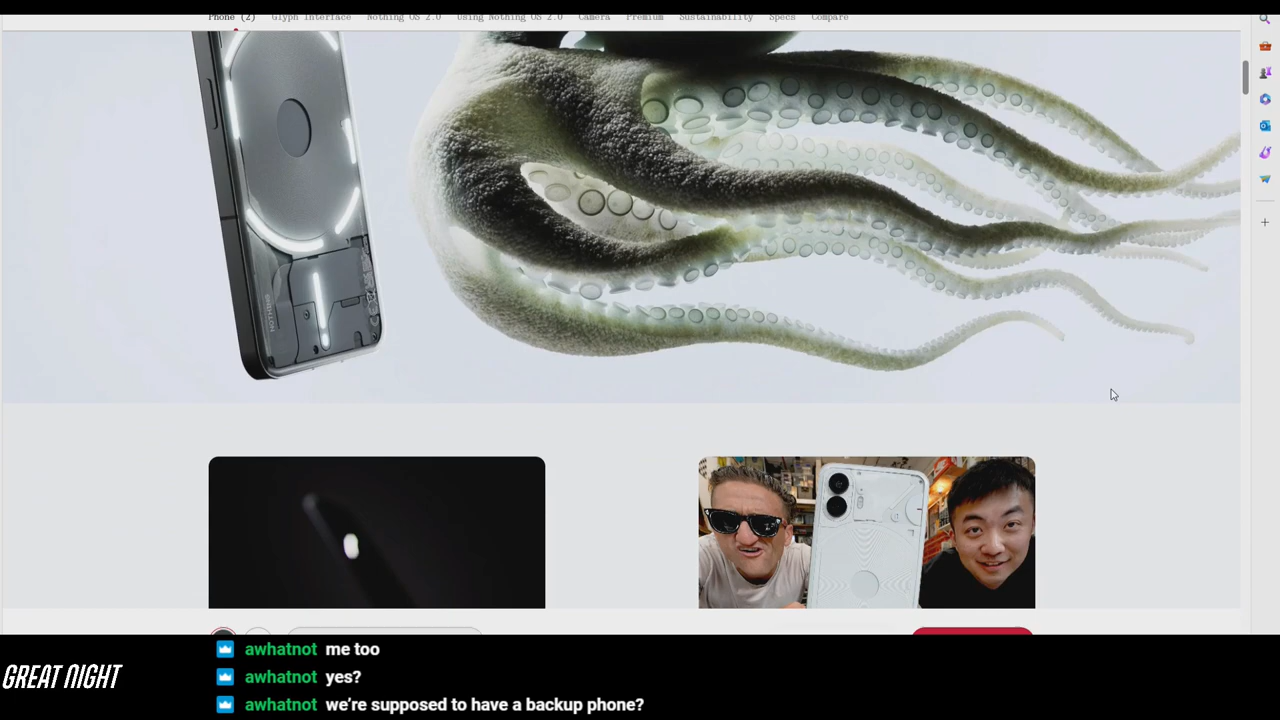 Phone (2) Glyph Interface Nothing OS 2.0 Using Nothing OS 2.0 Camera Premium Sustainability Specs Compare
NOTHING
awhatnot me too
awhatnot yes?
GREAT NIGHT
awhatnot we're supposed to have a backup phone?